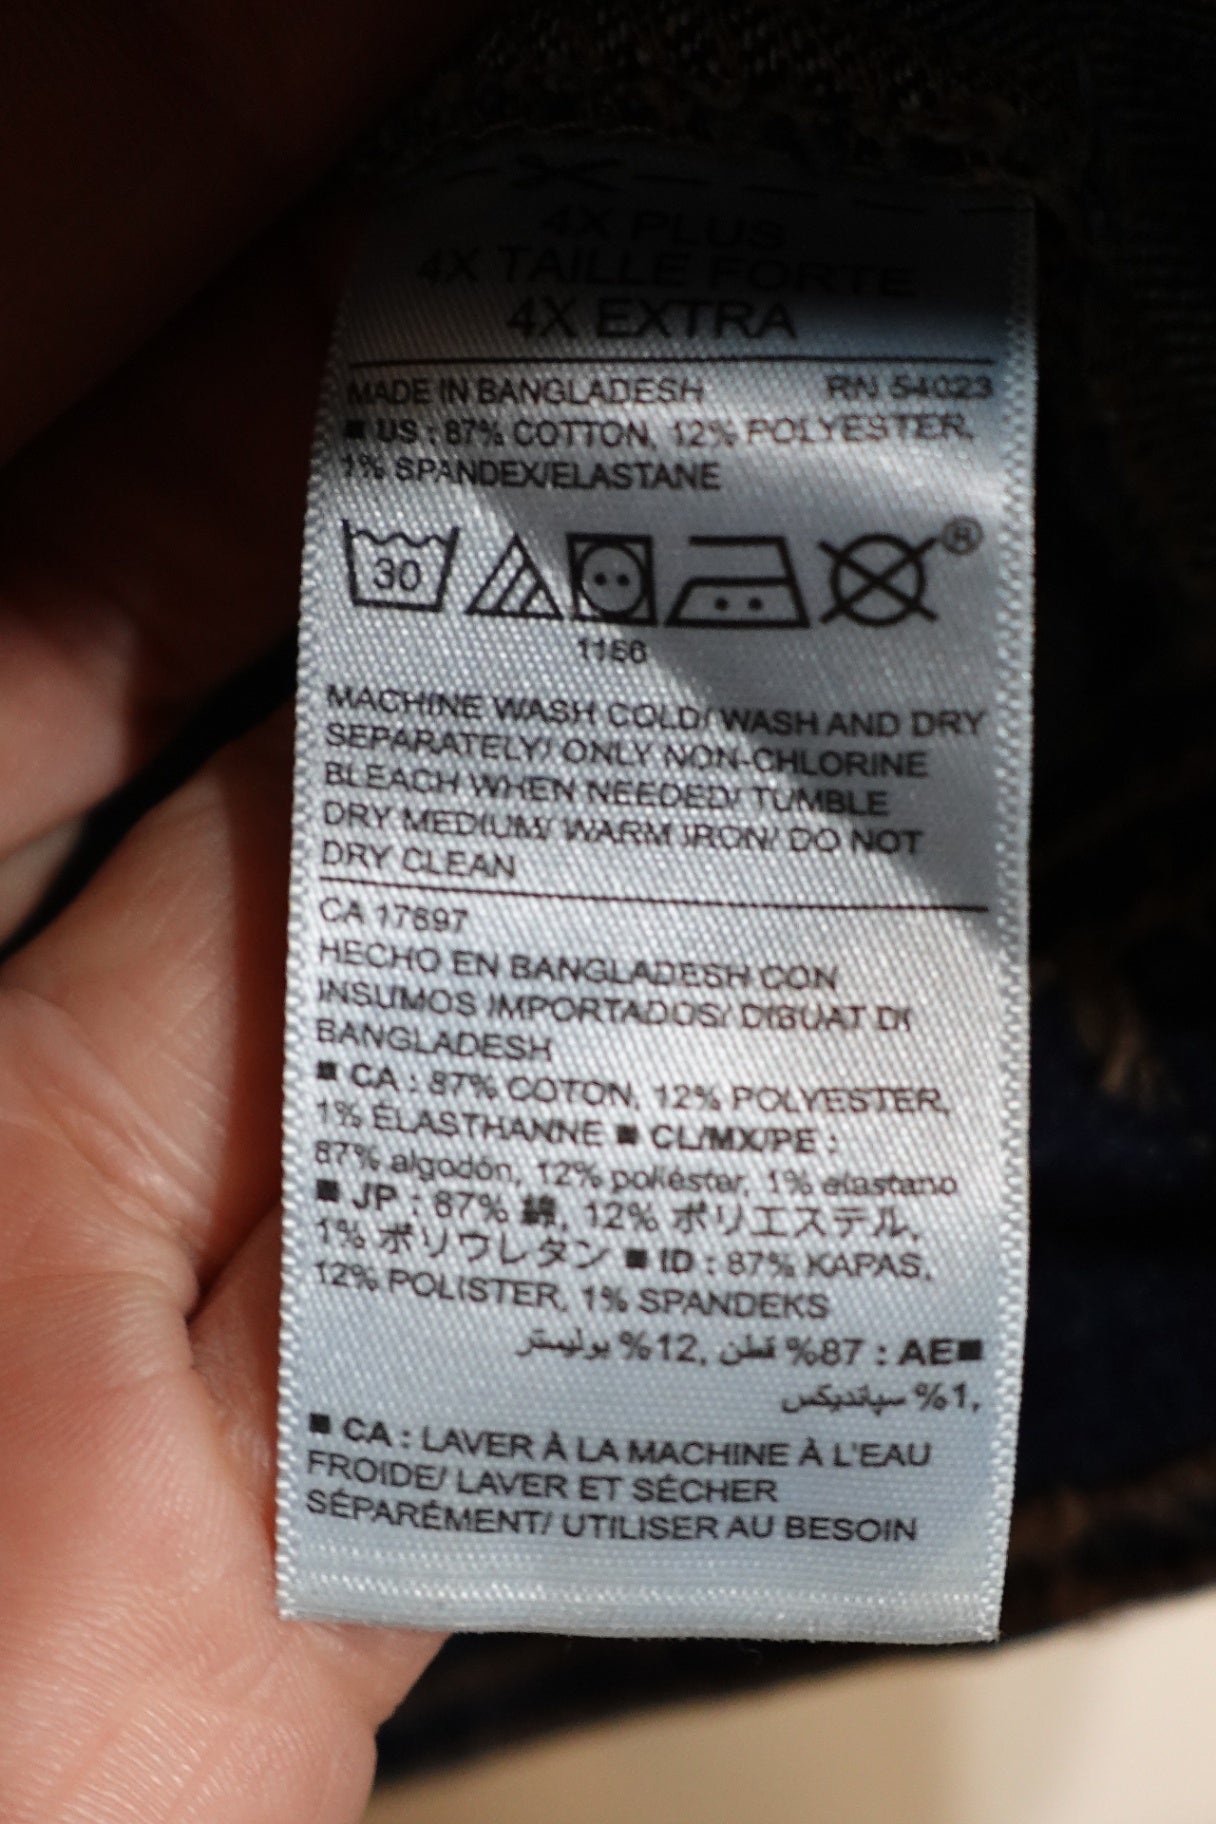 4X PLUS
4X TAILLE FORTE
4X EXTRA
MADE IN BANGLADESH RN 54023
■ US : 87% COTTON, 12% POLYESTER,
1% SPANDEX/ELASTANE
30
®
1156
MACHINE WASH COLD/ WASH AND DRY
SEPARATELY/ ONLY NON-CHLORINE
BLEACH WHEN NEEDED/ TUMBLE
DRY MEDIUM/ WARM IRON/ DO NOT
DRY CLEAN
CA 17897
HECHO EN BANGLADESH CON
INSUMOS IMPORTADOS/ DIBUAT DI
BANGLADESH
■ CA : 87% COTON, 12% POLYESTER,
1% ÉLASTHANNE ■ CL/MX/PE :
87% algodón, 12% poliéster, 1% elastano
■ JP : 87% 綿, 12% ポリエステル,
1% ポリウレタン ■ ID : 87% KAPAS,
12% POLISTER, 1% SPANDEKS
■AE : 87% قطن, 12% بوليستر
,1% سپانديكس
■ CA : LAVER À LA MACHINE À L'EAU
FROIDE/ LAVER ET SÉCHER
SÉPARÉMENT/ UTILISER AU BESOIN